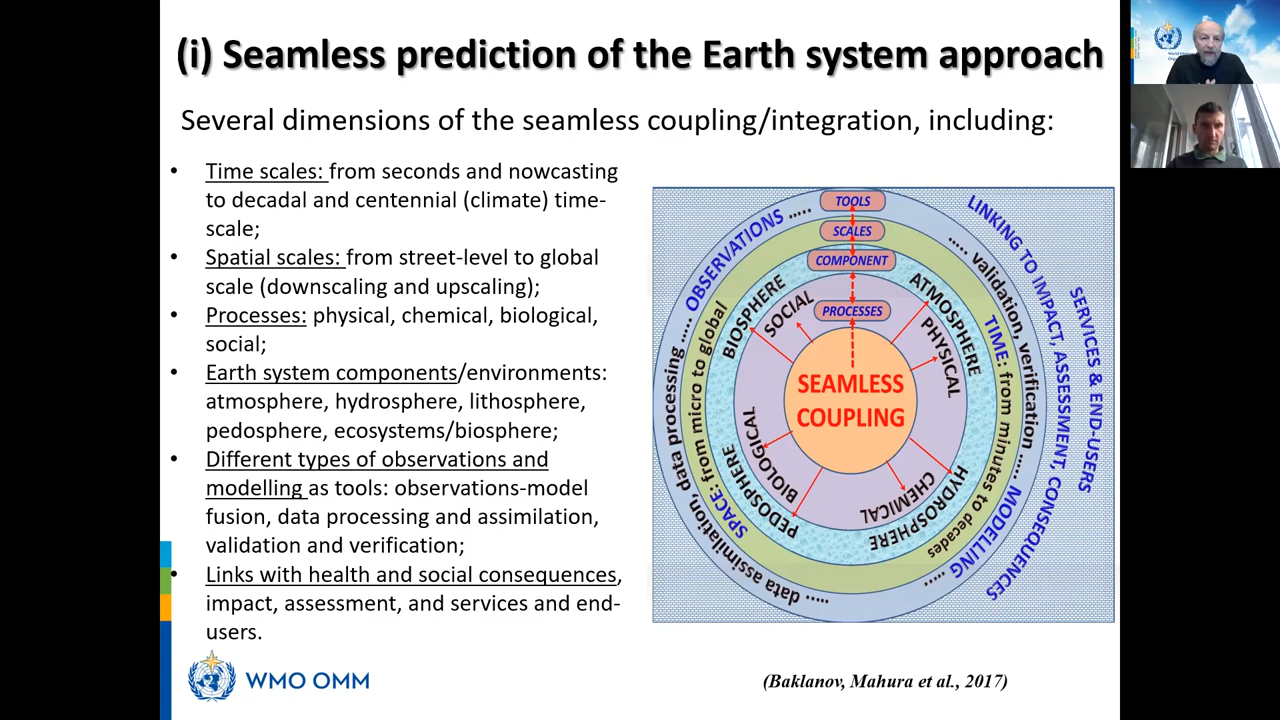 (i) Seamless prediction of the Earth system approach
Several dimensions of the seamless coupling/integration, including:
• Time scales: from seconds and nowcasting
to decadal and centennial (climate) time-
scale;
• Spatial scales: from street-level to global
scale (downscaling and upscaling);
• Processes: physical, chemical, biological,
social;
• Earth system components/environments:
atmosphere, hydrosphere, lithosphere,
pedosphere, ecosystems/biosphere;
• Different types of observations and
modelling as tools: observations-model
fusion, data processing and assimilation,
validation and verification;
• Links with health and social consequences,
impact, assessment, and services and end-
users.
TOOLS
SCALES
COMPONENT
PROCESSES
SEAMLESS
COUPLING
SOCIAL
PHYSICAL
CHEMICAL
BIOLOGICAL
BIOSPHERE
ATMOSPHERE
HYDROSPHERE
PEDOSPHERE
SPACE: from micro to global
TIME: from minutes to decades
data assimilation, data processing ..... OBSERVATIONS .....
..... validation, verification .... MODELLING .....
.....
LINKING TO IMPACT, ASSESSMENT, CONSEQUENCES
SERVICES & END-USERS
WMO OMM
(Baklanov, Mahura et al., 2017)